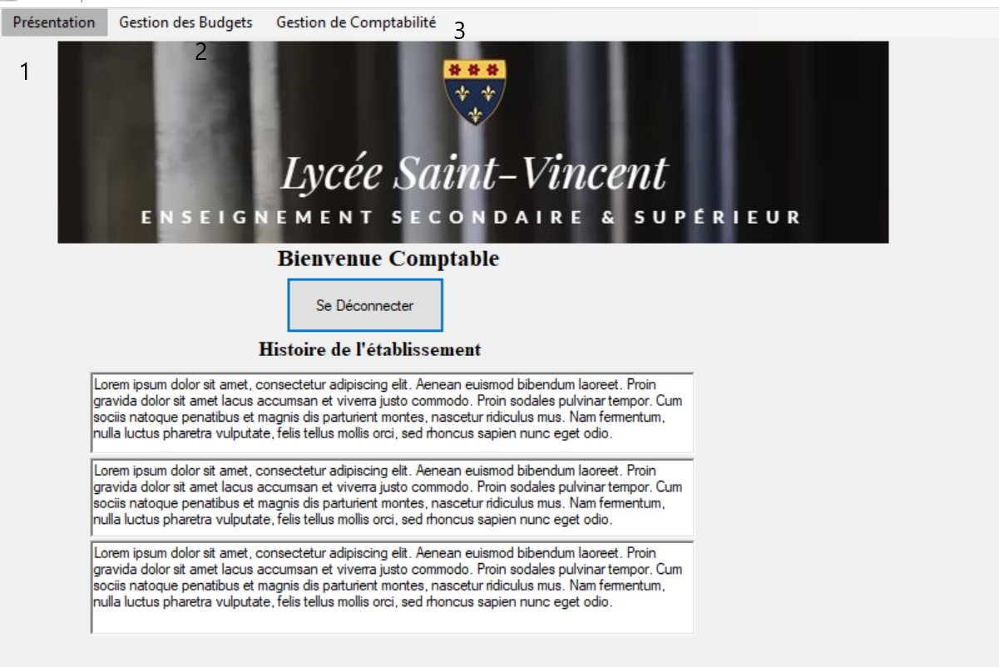 Présentation Gestion des Budgets Gestion de Comptabilité 3
2
1
Lycée Saint-Vincent
ENSEIGNEMENT SECONDAIRE & SUPÉRIEUR
Bienvenue Comptable
Se Déconnecter
Histoire de l'établissement
Lorem ipsum dolor sit amet, consectetur adipiscing elit. Aenean euismod bibendum laoreet. Proin
gravida dolor sit amet lacus accumsan et viverra justo commodo. Proin sodales pulvinar tempor. Cum
sociis natoque penatibus et magnis dis parturient montes, nascetur ridiculus mus. Nam fermentum,
nulla luctus pharetra vulputate, felis tellus mollis orci, sed rhoncus sapien nunc eget odio.
Lorem ipsum dolor sit amet, consectetur adipiscing elit. Aenean euismod bibendum laoreet. Proin
gravida dolor sit amet lacus accumsan et viverra justo commodo. Proin sodales pulvinar tempor. Cum
sociis natoque penatibus et magnis dis parturient montes, nascetur ridiculus mus. Nam fermentum,
nulla luctus pharetra vulputate, felis tellus mollis orci, sed rhoncus sapien nunc eget odio.
Lorem ipsum dolor sit amet, consectetur adipiscing elit. Aenean euismod bibendum laoreet. Proin
gravida dolor sit amet lacus accumsan et viverra justo commodo. Proin sodales pulvinar tempor. Cum
sociis natoque penatibus et magnis dis parturient montes, nascetur ridiculus mus. Nam fermentum,
nulla luctus pharetra vulputate, felis tellus mollis orci, sed rhoncus sapien nunc eget odio.